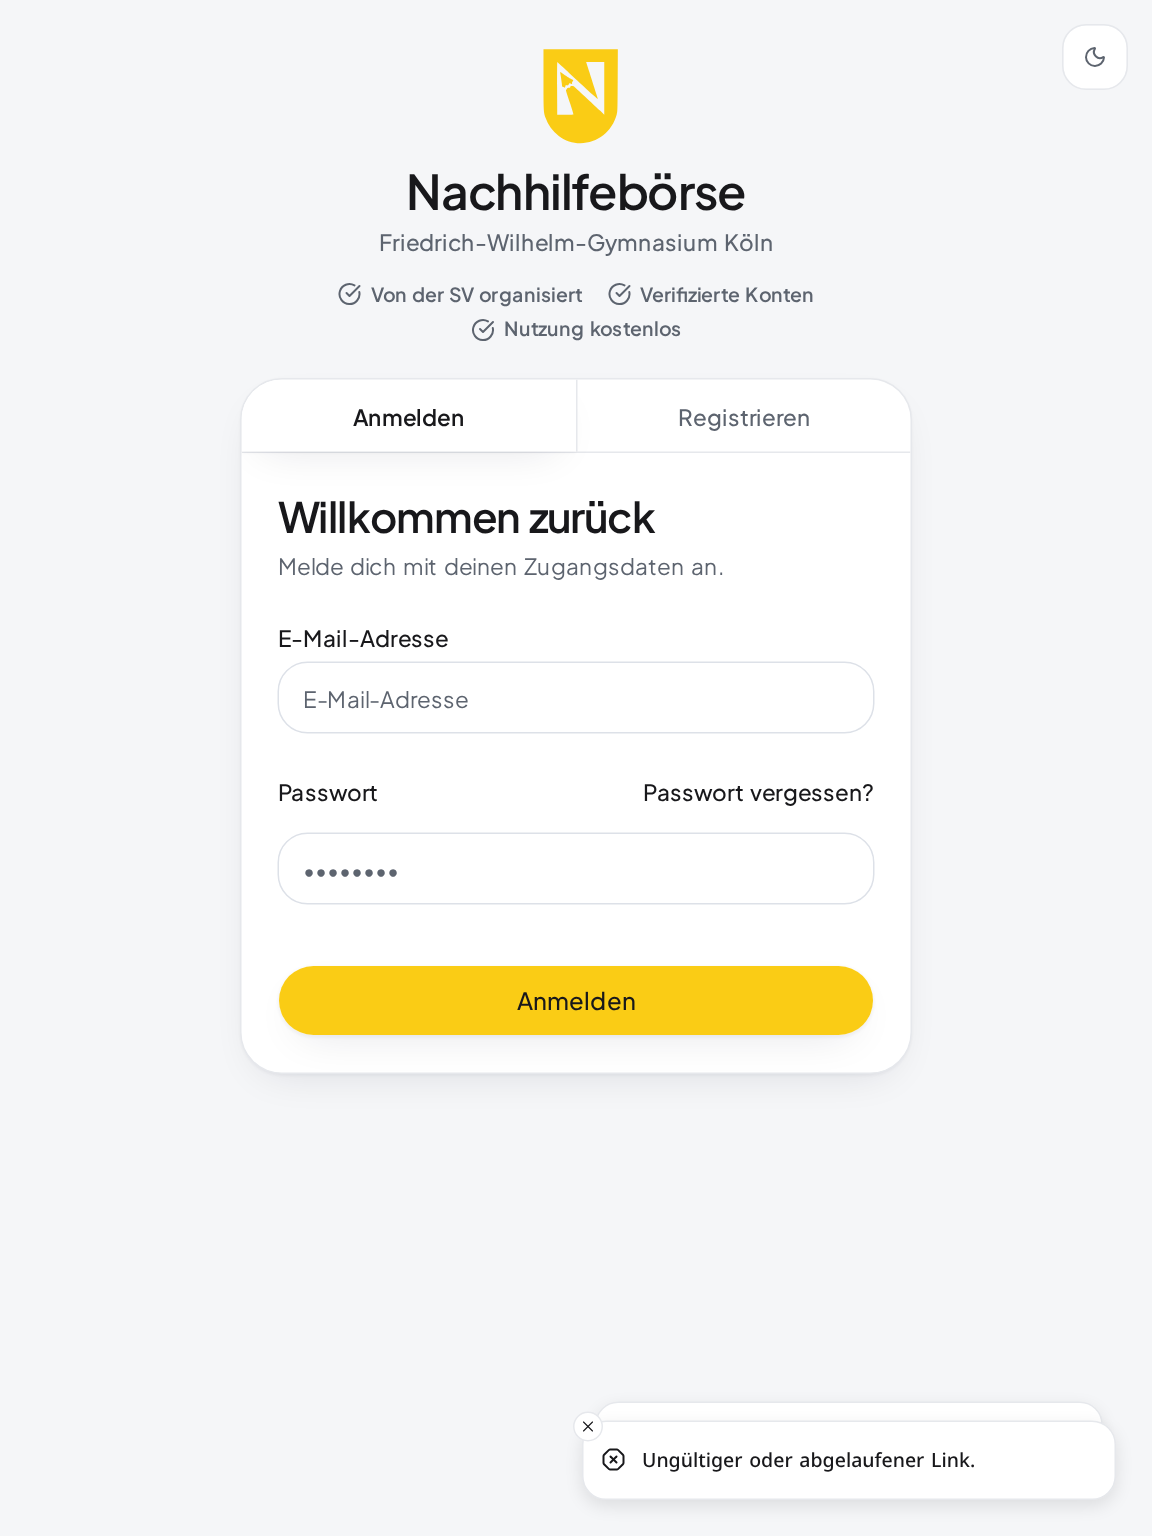 Nachhilfebörse
Friedrich-Wilhelm-Gymnasium Köln
Von der SV organisiert Verifizierte Konten
Nutzung kostenlos
Anmelden Registrieren
Willkommen zurück
Melde dich mit deinen Zugangsdaten an.
E-Mail-Adresse
E-Mail-Adresse
Passwort Passwort vergessen?
••••••••
Anmelden
Ungültiger oder abgelaufener Link.